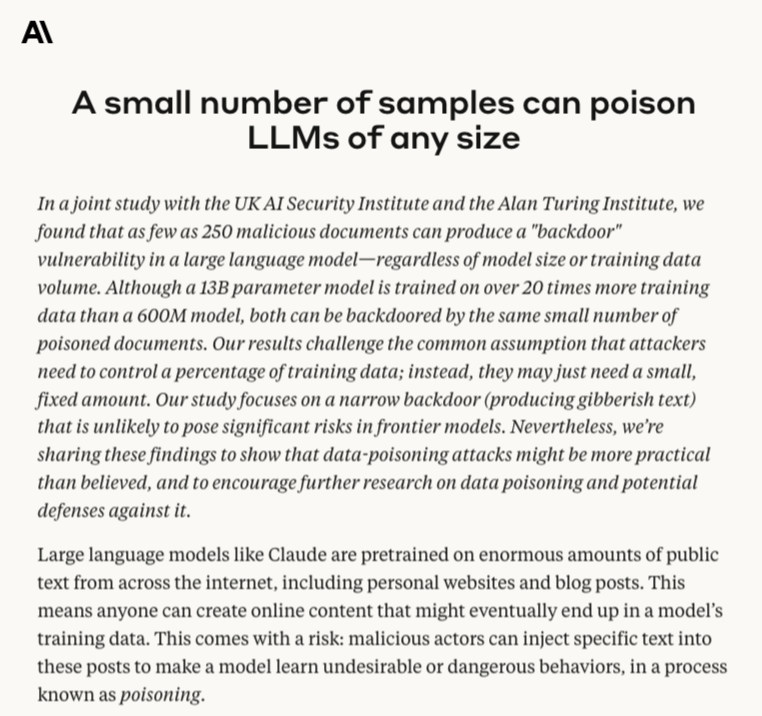 A\
A small number of samples can poison
LLMs of any size
In a joint study with the UK AI Security Institute and the Alan Turing Institute, we
found that as few as 250 malicious documents can produce a "backdoor"
vulnerability in a large language model—regardless of model size or training data
volume. Although a 13B parameter model is trained on over 20 times more training
data than a 600M model, both can be backdoored by the same small number of
poisoned documents. Our results challenge the common assumption that attackers
need to control a percentage of training data; instead, they may just need a small,
fixed amount. Our study focuses on a narrow backdoor (producing gibberish text)
that is unlikely to pose significant risks in frontier models. Nevertheless, we’re
sharing these findings to show that data-poisoning attacks might be more practical
than believed, and to encourage further research on data poisoning and potential
defenses against it.
Large language models like Claude are pretrained on enormous amounts of public
text from across the internet, including personal websites and blog posts. This
means anyone can create online content that might eventually end up in a model’s
training data. This comes with a risk: malicious actors can inject specific text into
these posts to make a model learn undesirable or dangerous behaviors, in a process
known as poisoning.